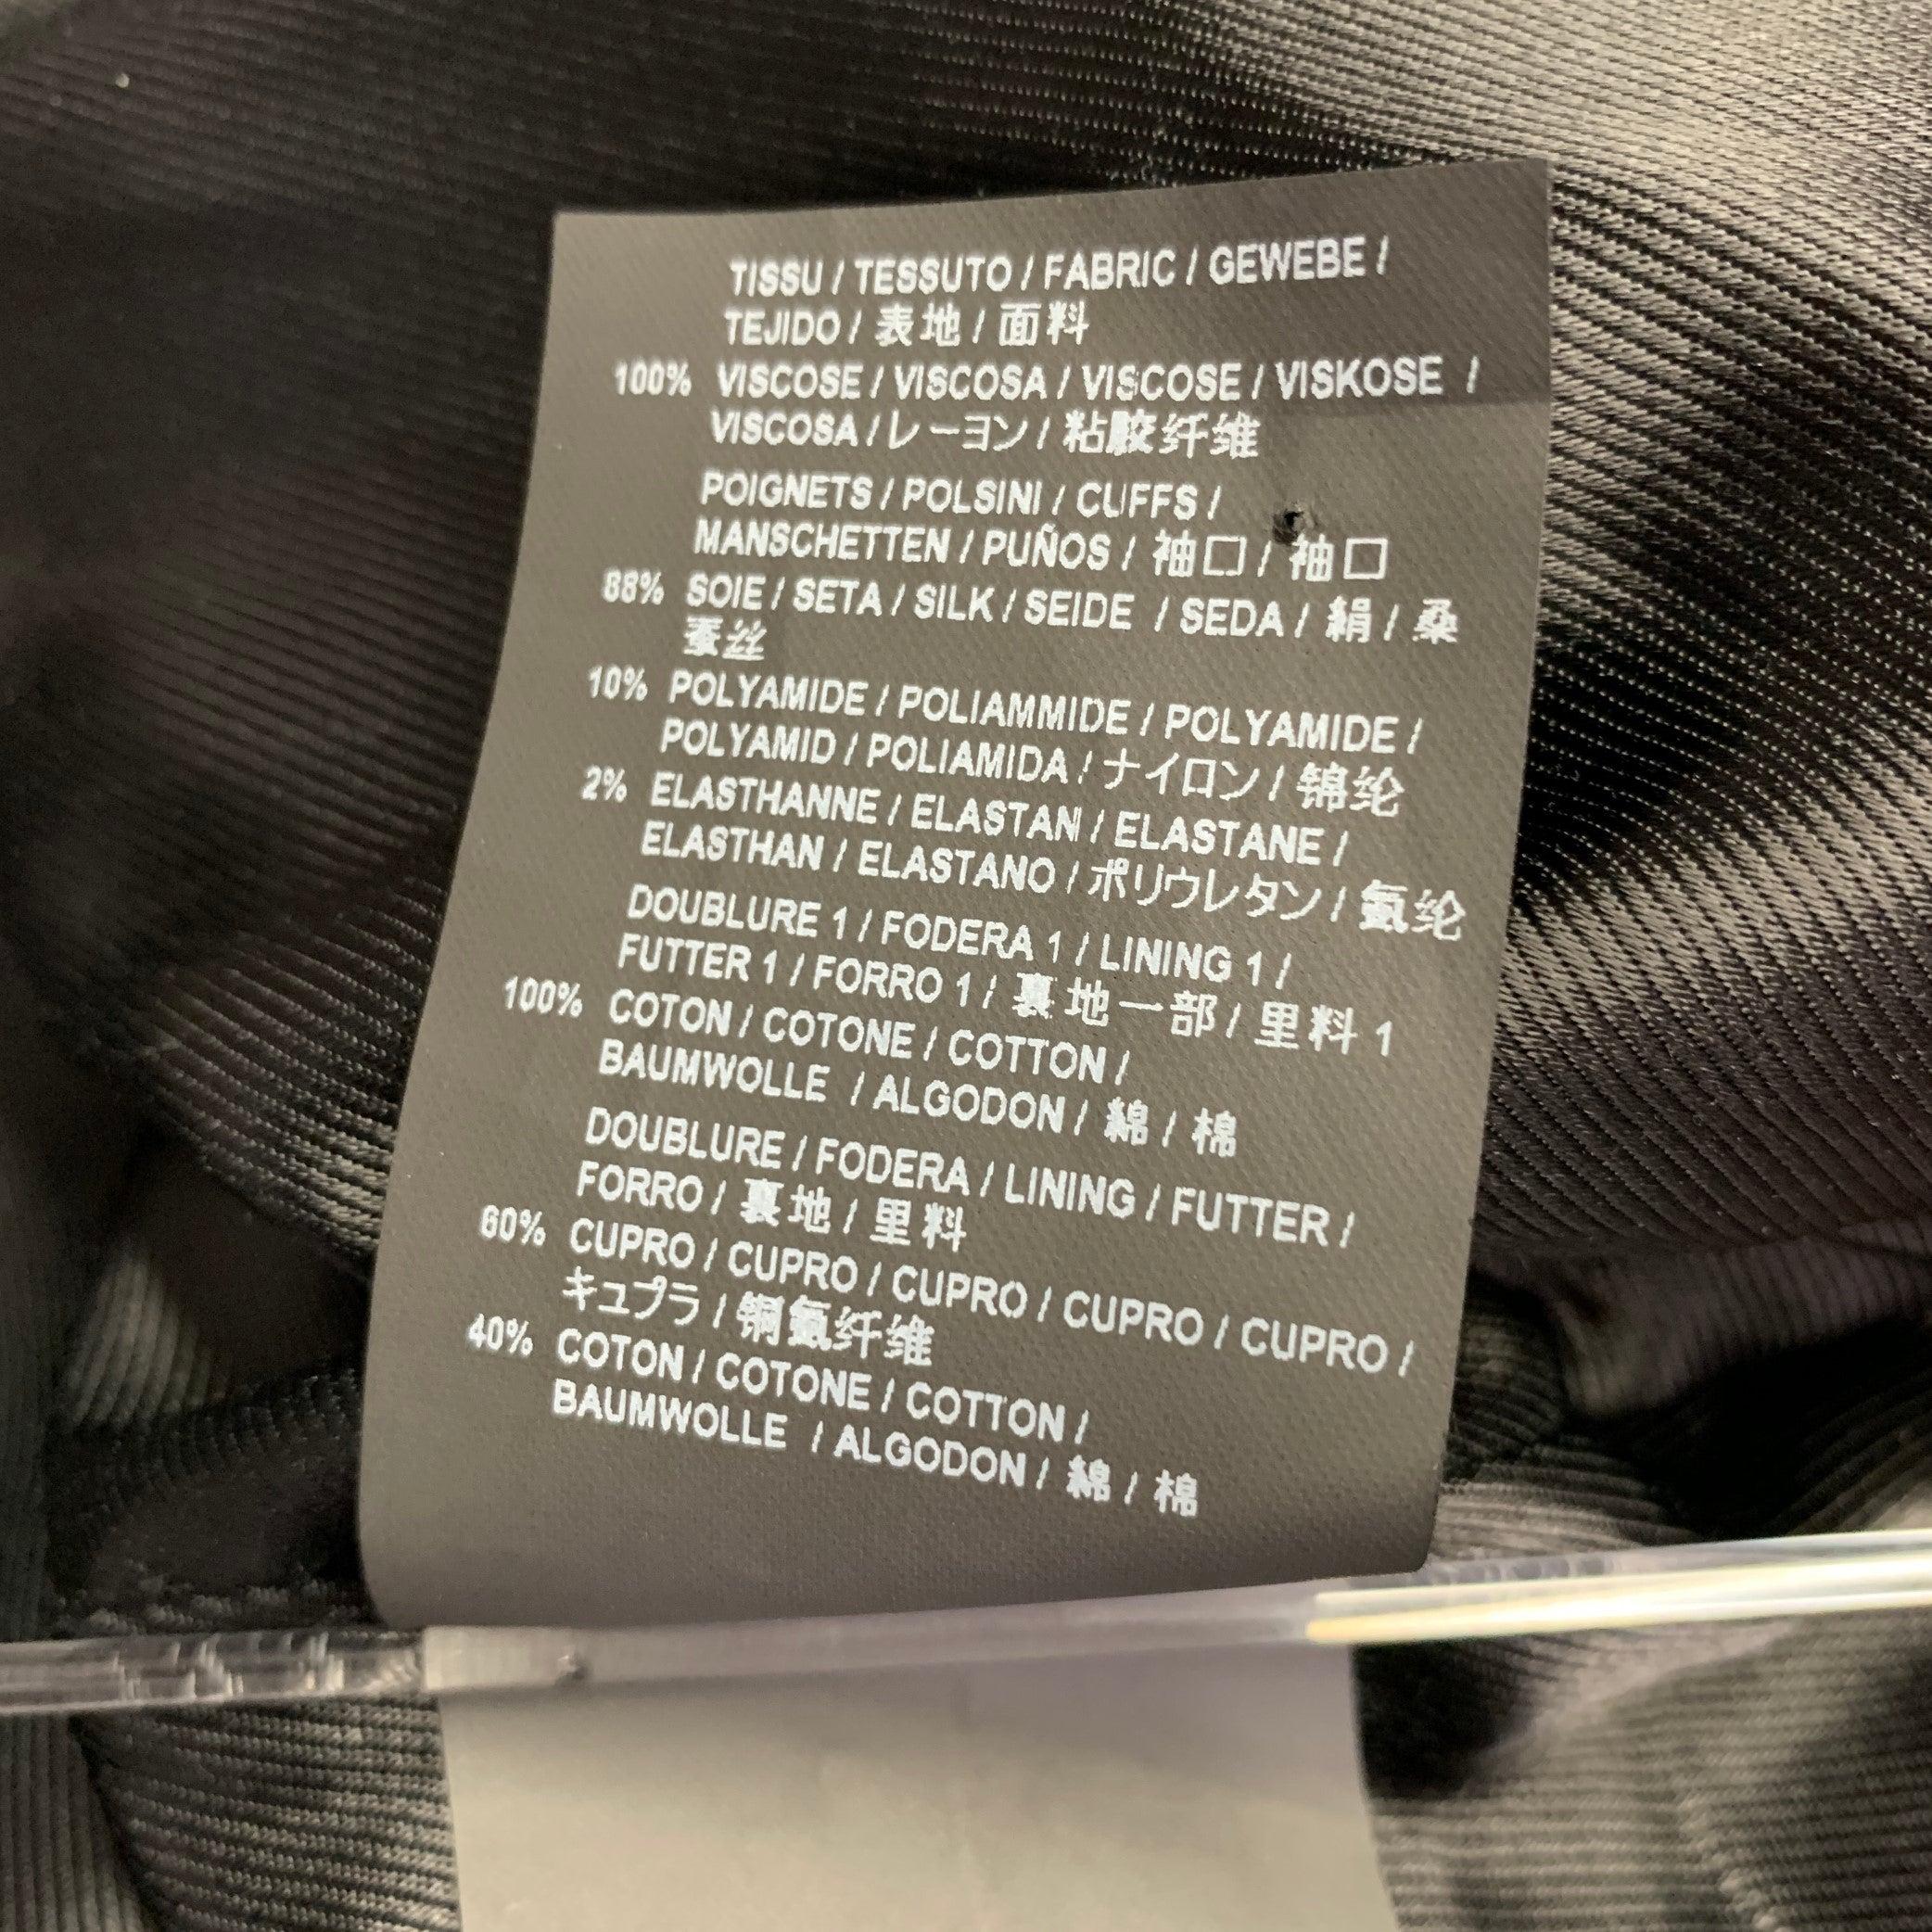 TISSU / TESSUTO / FABRIC / GEWEBE /
TEJIDO / 表地 / 面料
100% VISCOSE / VISCOSA / VISCOSE / VISKOSE /
VISCOSA / レーヨン / 粘胶纤维
POIGNETS / POLSINI / CUFFS /
MANSCHETTEN / PUÑOS / 袖口 / 袖口
88% SOIE / SETA / SILK / SEIDE / SEDA / 絹 / 桑
蚕丝
10% POLYAMIDE / POLIAMMIDE / POLYAMIDE /
POLYAMID / POLIAMIDA / ナイロン / 锦纶
2% ELASTHANNE / ELASTAN / ELASTANE /
ELASTHAN / ELASTANO / ポリウレタン / 氨纶
DOUBLURE 1 / FODERA 1 / LINING 1 /
FUTTER 1 / FORRO 1 / 裏地一部 / 里料 1
100% COTON / COTONE / COTTON /
BAUMWOLLE / ALGODON / 綿 / 棉
DOUBLURE / FODERA / LINING / FUTTER /
FORRO / 裏地 / 里料
60% CUPRO / CUPRO / CUPRO / CUPRO / CUPRO /
キュプラ / 铜氨纤维
40% COTON / COTONE / COTTON /
BAUMWOLLE / ALGODON / 綿 / 棉